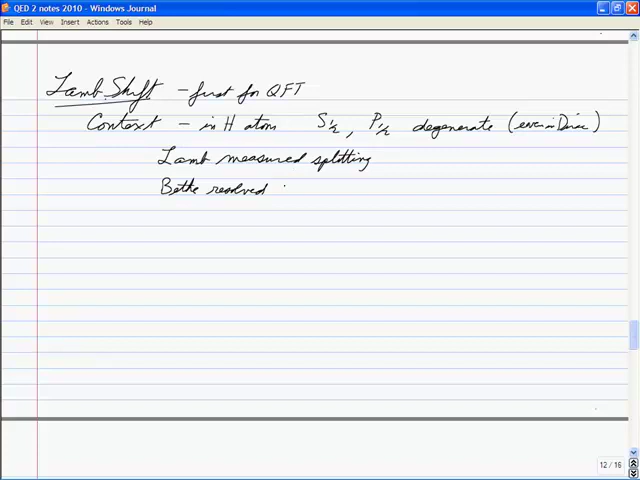 QED 2 notes 2010 - Windows Journal
File Edit View Insert Actions Tools Help
Lamb Shift - first for QFT
Context - in H atom S½, P½ degenerate (even in Dirac)
Lamb measured splitting
Bethe resolved
12 / 16